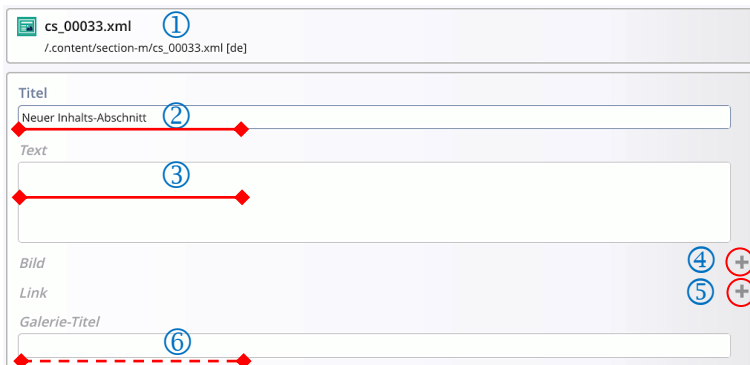 cs_00033.xml ①
/.content/section-m/cs_00033.xml [de]
Titel
Neuer Inhalts-Abschnitt ②
Text
③
Bild ④ +
Link ⑤ +
Galerie-Titel
⑥